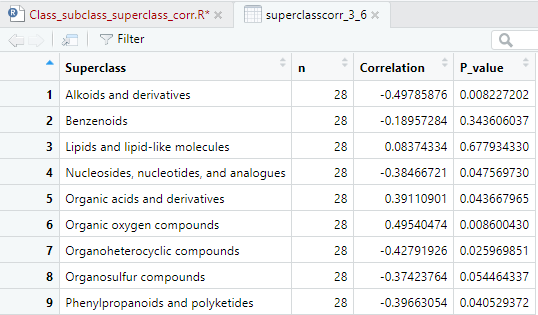 Class_subclass_superclass_corr.R* superclasscorr_3_6
Filter
Superclass n Correlation P_value
1 Alkoids and derivatives 28 -0.49785876 0.008227202
2 Benzenoids 28 -0.18957284 0.343606037
3 Lipids and lipid-like molecules 28 0.08374334 0.677934330
4 Nucleosides, nucleotides, and analogues 28 -0.38466721 0.047569730
5 Organic acids and derivatives 28 0.39110901 0.043667965
6 Organic oxygen compounds 28 0.49540474 0.008600430
7 Organoheterocyclic compounds 28 -0.42791926 0.025969851
8 Organosulfur compounds 28 -0.37423764 0.054464337
9 Phenylpropanoids and polyketides 28 -0.39663054 0.040529372